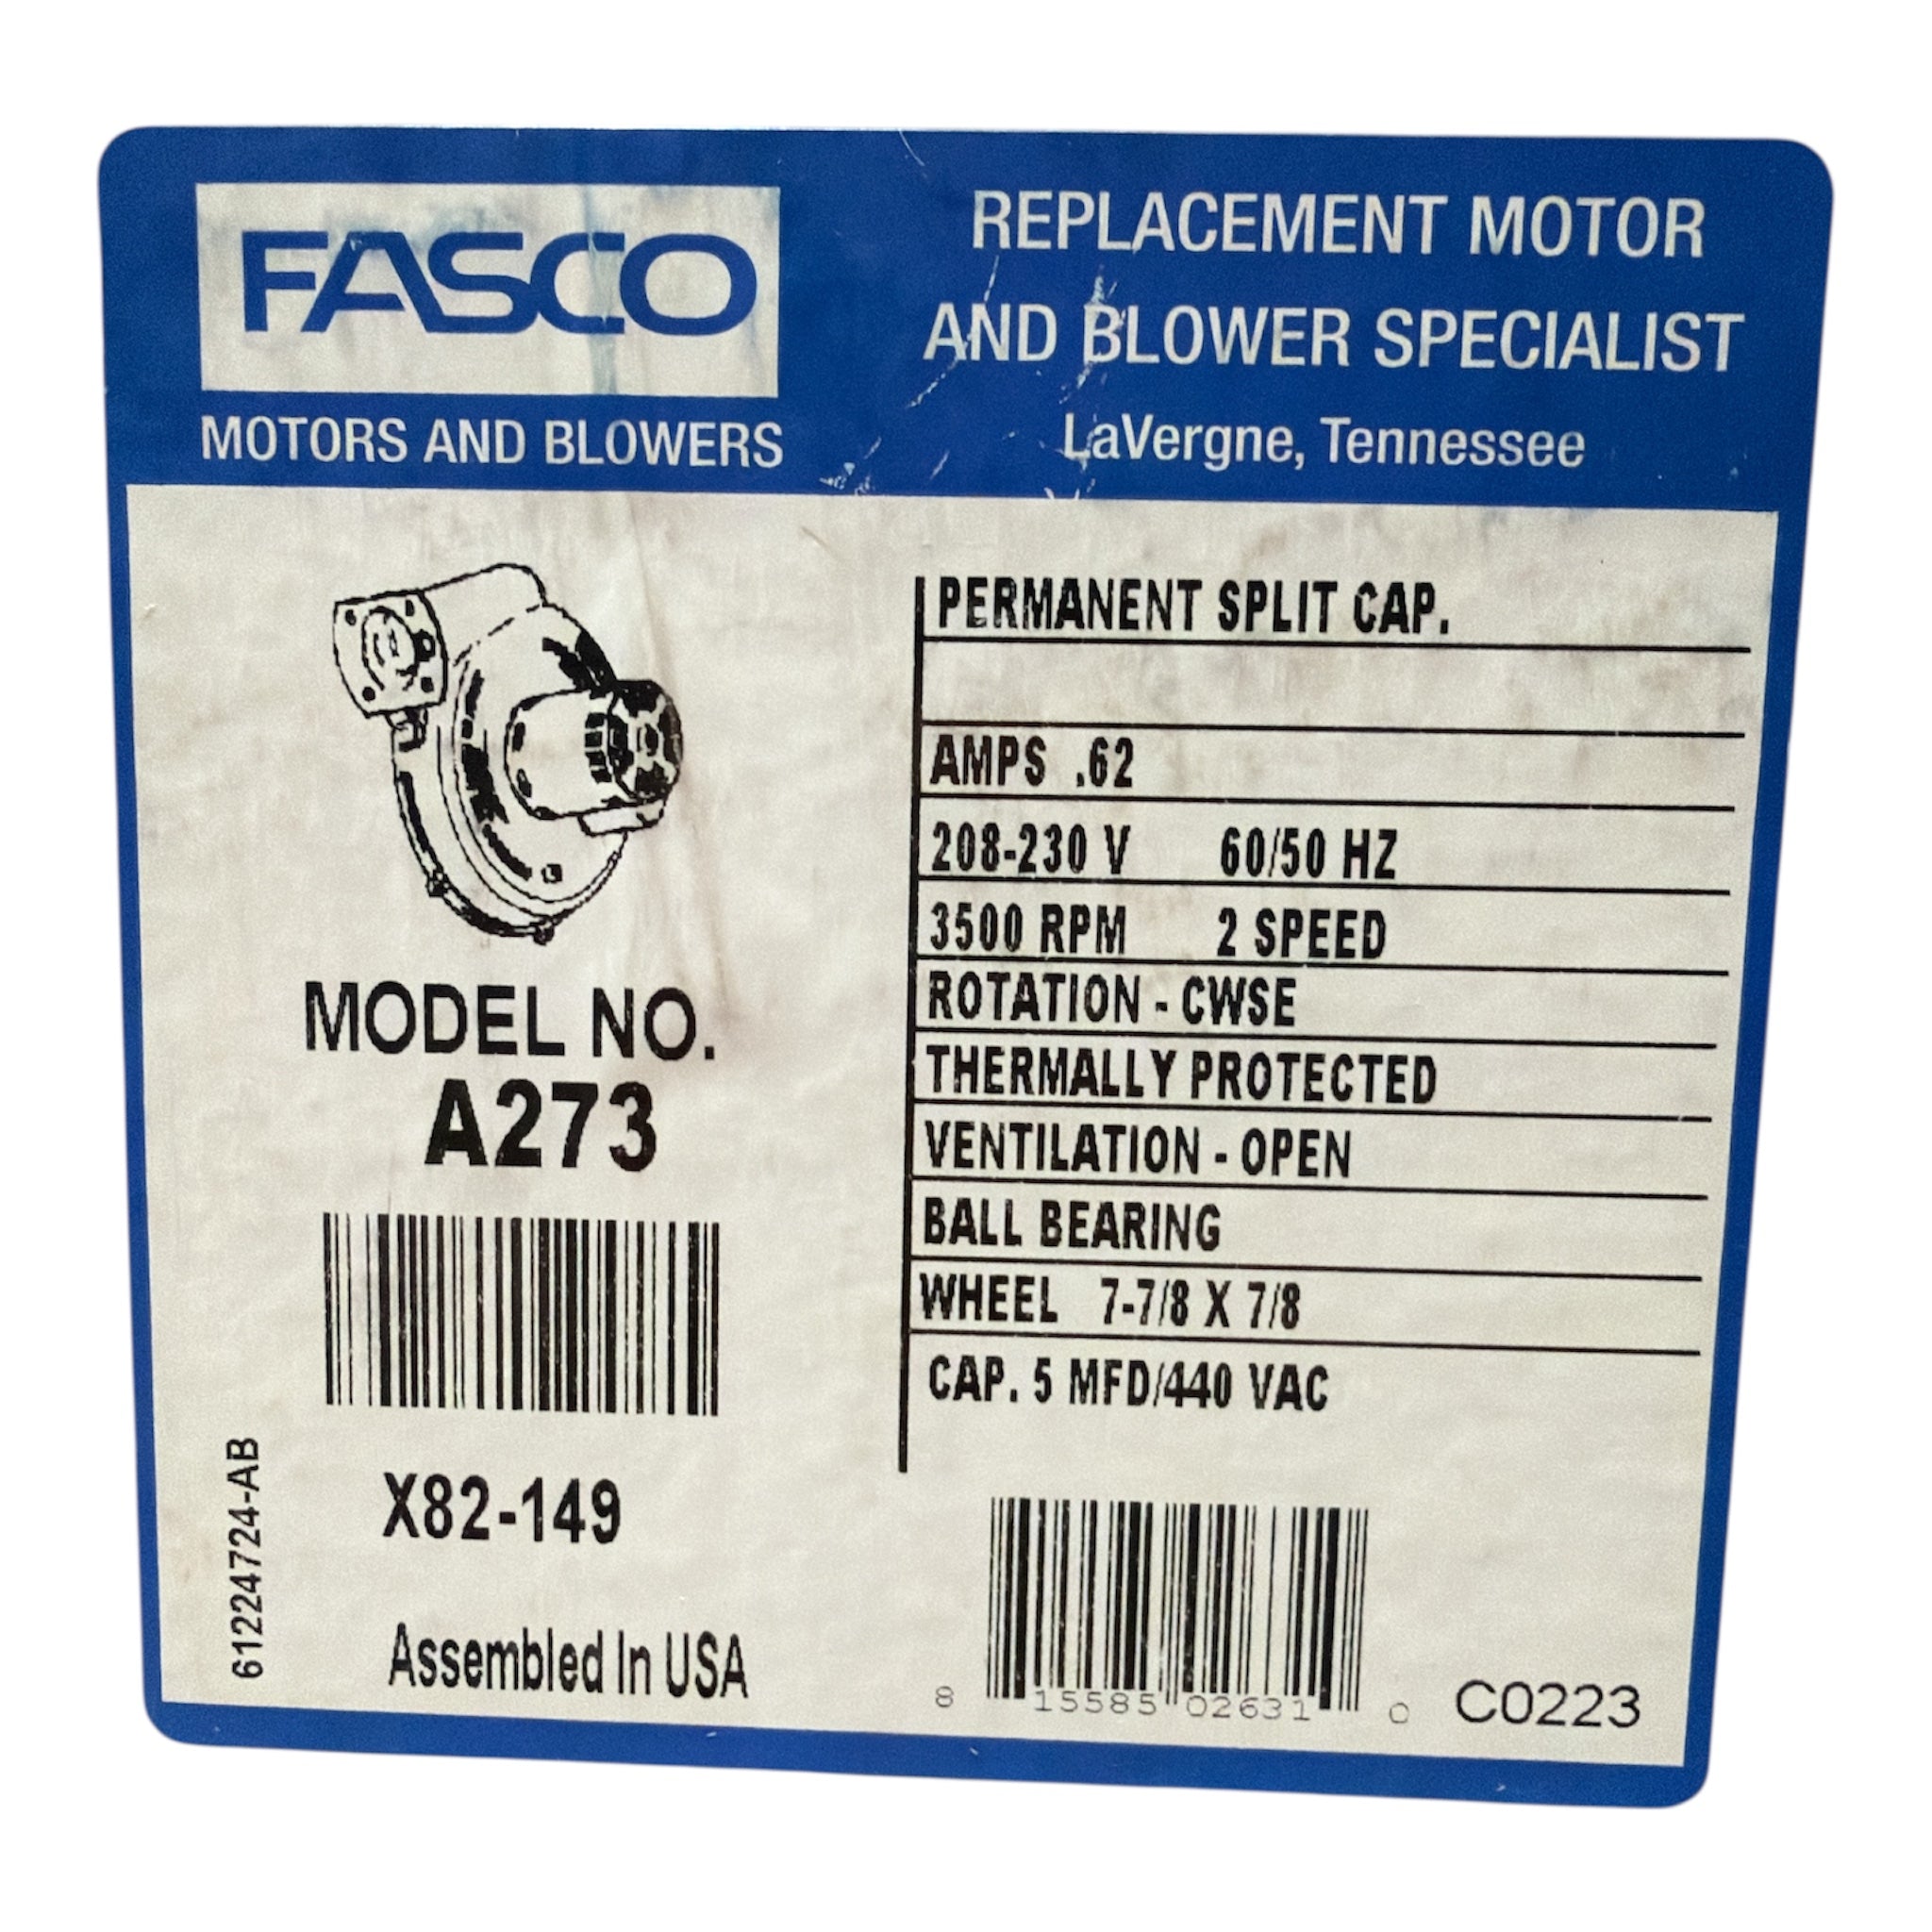 FASCO
MOTORS AND BLOWERS
REPLACEMENT MOTOR
AND BLOWER SPECIALIST
LaVergne, Tennessee
MODEL NO.
A273
X82-149
612224724-AB
Assembled In USA
PERMANENT SPLIT CAP.
AMPS .62
208-230 V 60/50 HZ
3500 RPM 2 SPEED
ROTATION - CWSE
THERMALLY PROTECTED
VENTILATION - OPEN
BALL BEARING
WHEEL 7-7/8 X 7/8
CAP. 5 MFD/440 VAC
8 15585 02631 0
C0223